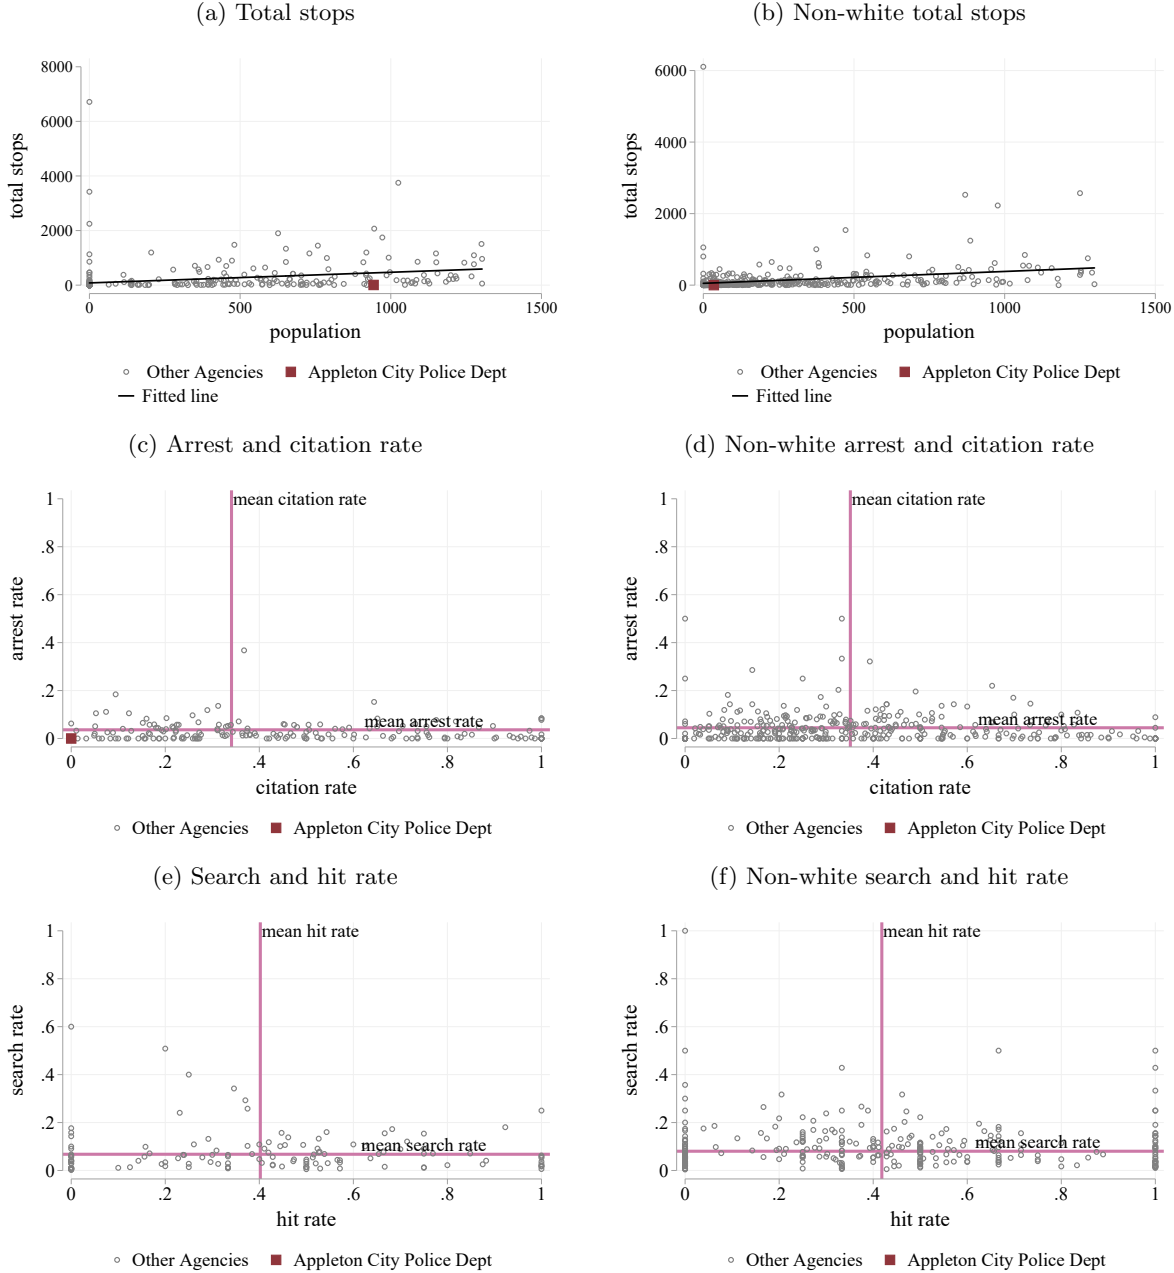 (a) Total stops
(b) Non-white total stops
8000
6000
4000
2000
0
total stops
0
500
1000
1500
population
Other Agencies
Appleton City Police Dept
Fitted line
6000
4000
2000
0
total stops
0
500
1000
1500
population
Other Agencies
Appleton City Police Dept
Fitted line
(c) Arrest and citation rate
(d) Non-white arrest and citation rate
1
.8
.6
.4
.2
0
arrest rate
mean citation rate
mean arrest rate
0
.2
.4
.6
.8
1
citation rate
Other Agencies
Appleton City Police Dept
1
.8
.6
.4
.2
0
arrest rate
mean citation rate
mean arrest rate
0
.2
.4
.6
.8
1
citation rate
Other Agencies
Appleton City Police Dept
(e) Search and hit rate
(f) Non-white search and hit rate
1
.8
.6
.4
.2
0
search rate
mean hit rate
mean search rate
0
.2
.4
.6
.8
1
hit rate
Other Agencies
Appleton City Police Dept
1
.8
.6
.4
.2
0
search rate
mean hit rate
mean search rate
0
.2
.4
.6
.8
1
hit rate
Other Agencies
Appleton City Police Dept